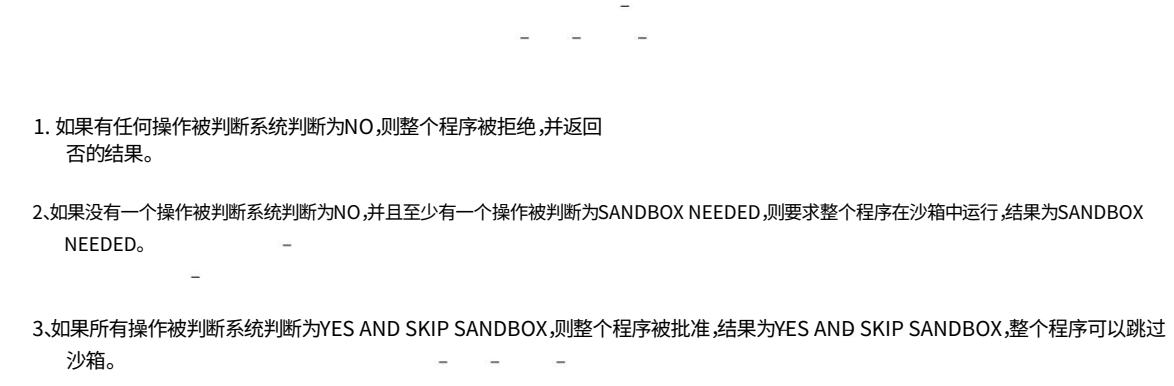 1. 如果有任何操作被判断系统判断为NO,则整个程序被拒绝,并返回
否的结果。
2、如果没有一个操作被判断系统判断为NO,并且至少有一个操作被判断为SANDBOX NEEDED,则要求整个程序在沙箱中运行,结果为SANDBOX
NEEDED。
3、如果所有操作被判断系统判断为YES AND SKIP SANDBOX,则整个程序被批准,结果为YES AND SKIP SANDBOX,整个程序可以跳过
沙箱。